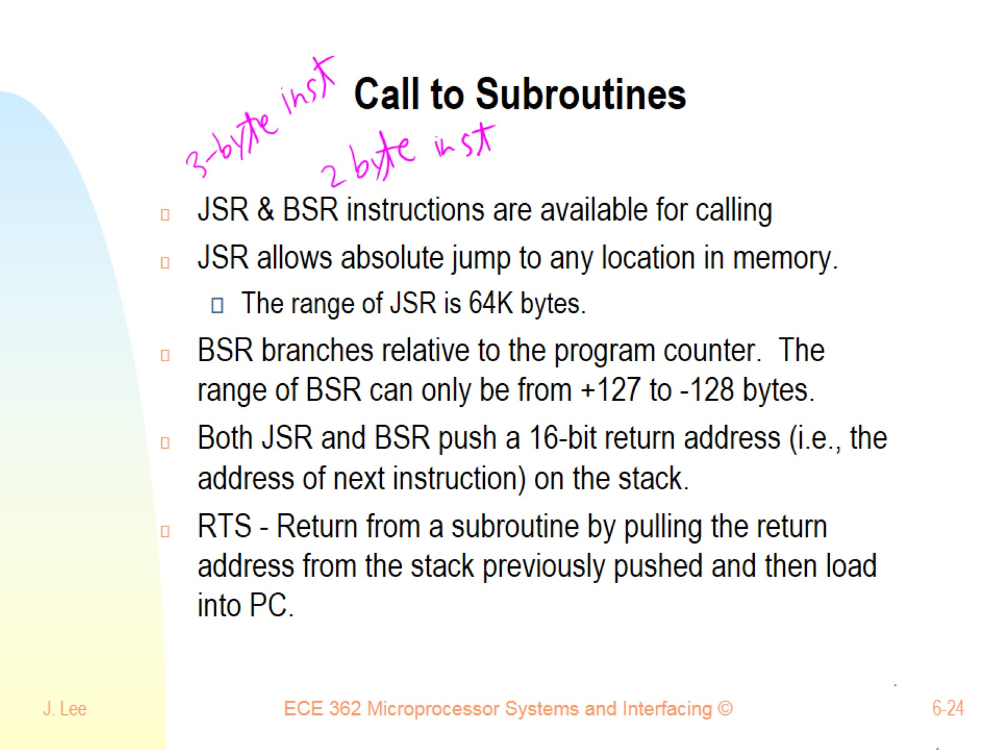 Call to Subroutines
3-byte inst
2 byte inst
JSR & BSR instructions are available for calling
JSR allows absolute jump to any location in memory.
The range of JSR is 64K bytes.
BSR branches relative to the program counter.  The
range of BSR can only be from +127 to -128 bytes.
Both JSR and BSR push a 16-bit return address (i.e., the
address of next instruction) on the stack.
RTS - Return from a subroutine by pulling the return
address from the stack previously pushed and then load
into PC.
J. Lee
ECE 362 Microprocessor Systems and Interfacing ©
6-24